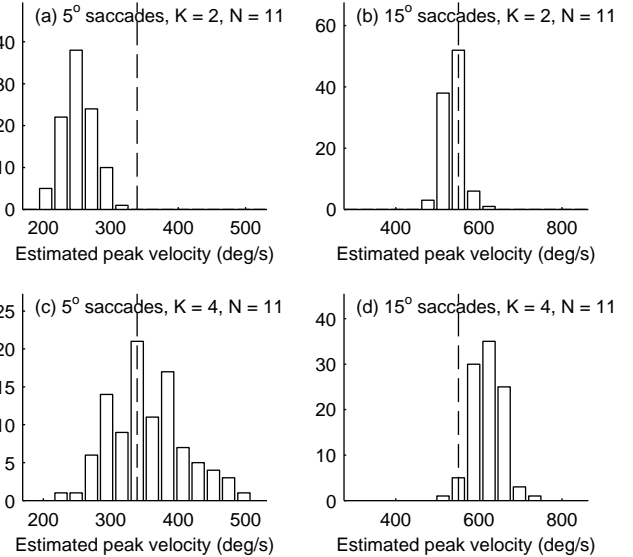 (a) 5° saccades, K = 2, N = 11
40
30
20
10
0
200 300 400 500
Estimated peak velocity (deg/s)
(b) 15° saccades, K = 2, N = 11
60
40
20
0
400 600 800
Estimated peak velocity (deg/s)
(c) 5° saccades, K = 4, N = 11
25
20
15
10
5
0
200 300 400 500
Estimated peak velocity (deg/s)
(d) 15° saccades, K = 4, N = 11
40
30
20
10
0
400 600 800
Estimated peak velocity (deg/s)